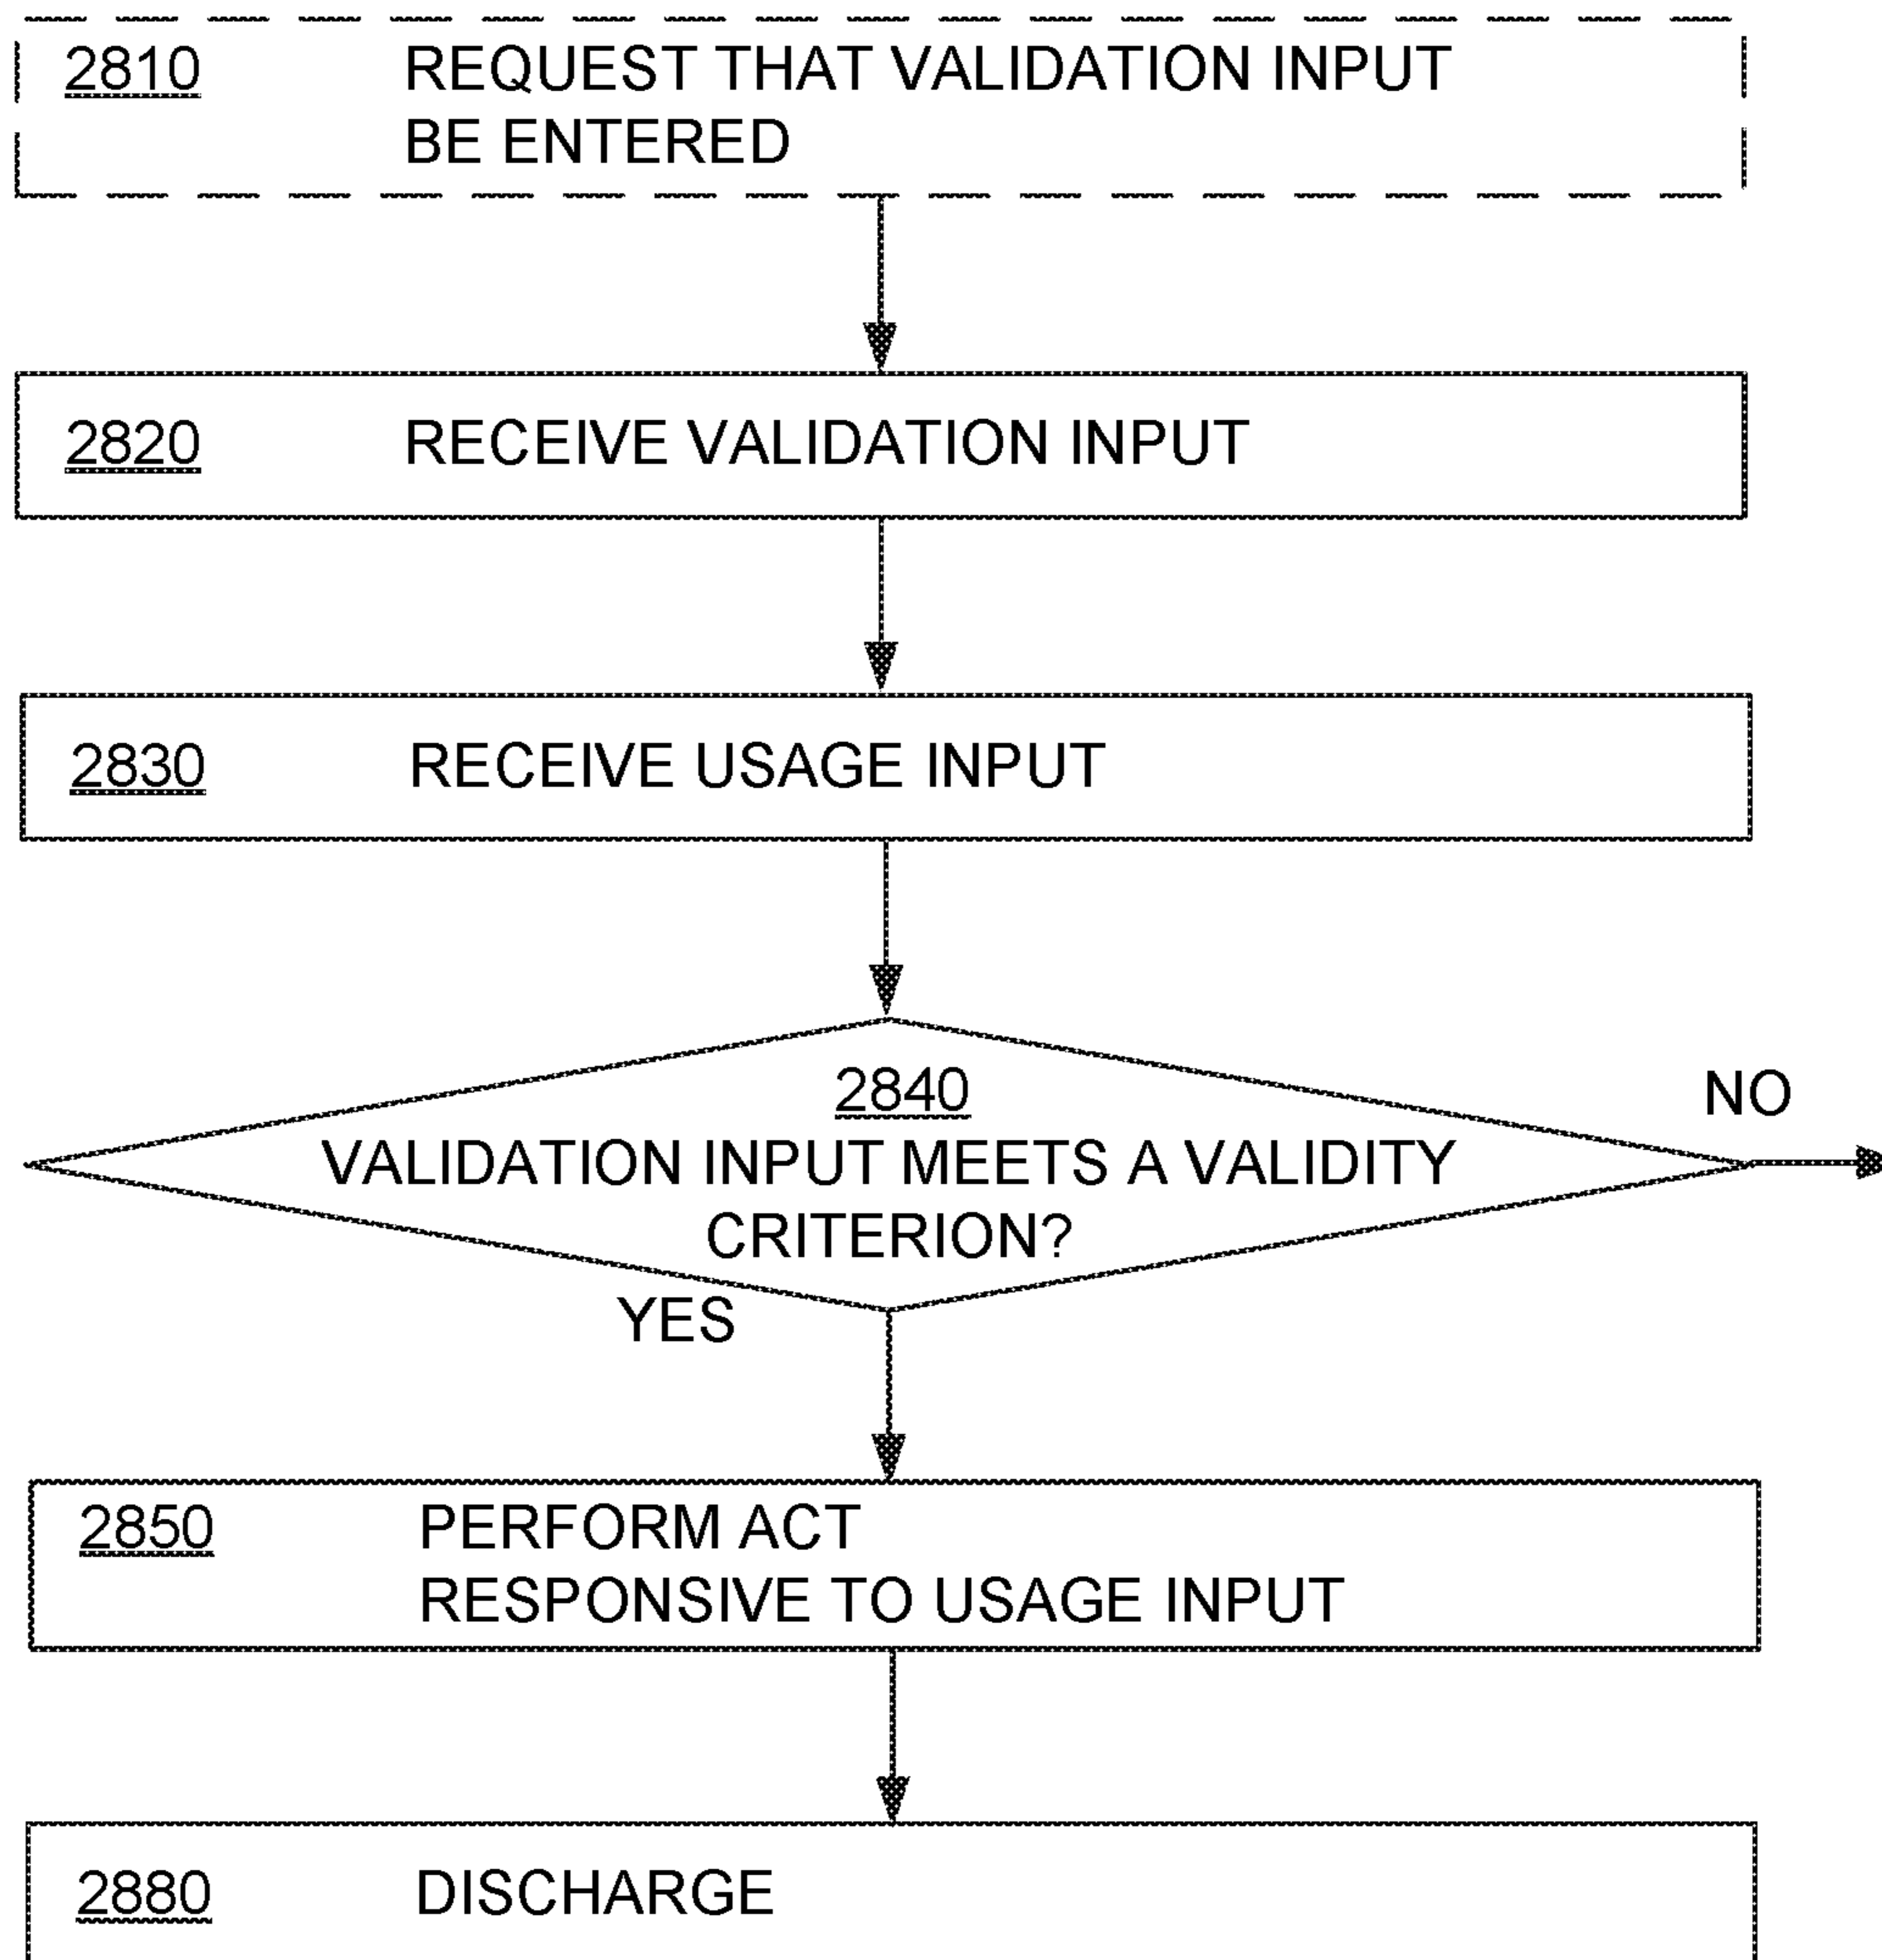 2810 REQUEST THAT VALIDATION INPUT
BE ENTERED
2820 RECEIVE VALIDATION INPUT
2830 RECEIVE USAGE INPUT
2840
VALIDATION INPUT MEETS A VALIDITY
CRITERION?
NO
YES
2850 PERFORM ACT
RESPONSIVE TO USAGE INPUT
2880 DISCHARGE